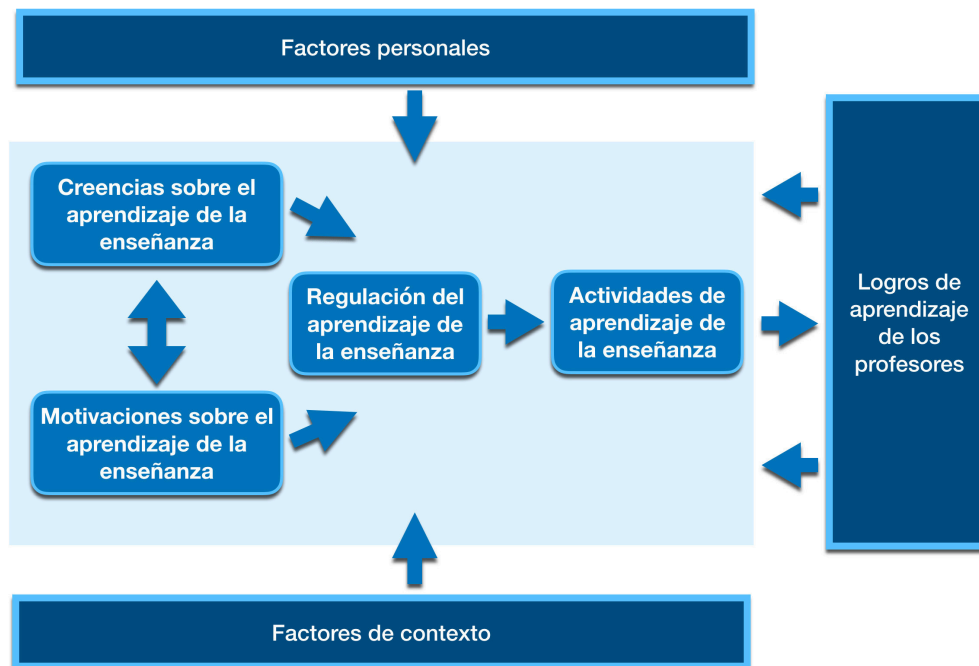 Factores personales
Creencias sobre el
aprendizaje de la
enseñanza
Motivaciones sobre el
aprendizaje de la
enseñanza
Regulación del
aprendizaje de
la enseñanza
Actividades de
aprendizaje de
la enseñanza
Logros de
aprendizaje
de los
profesores
Factores de contexto